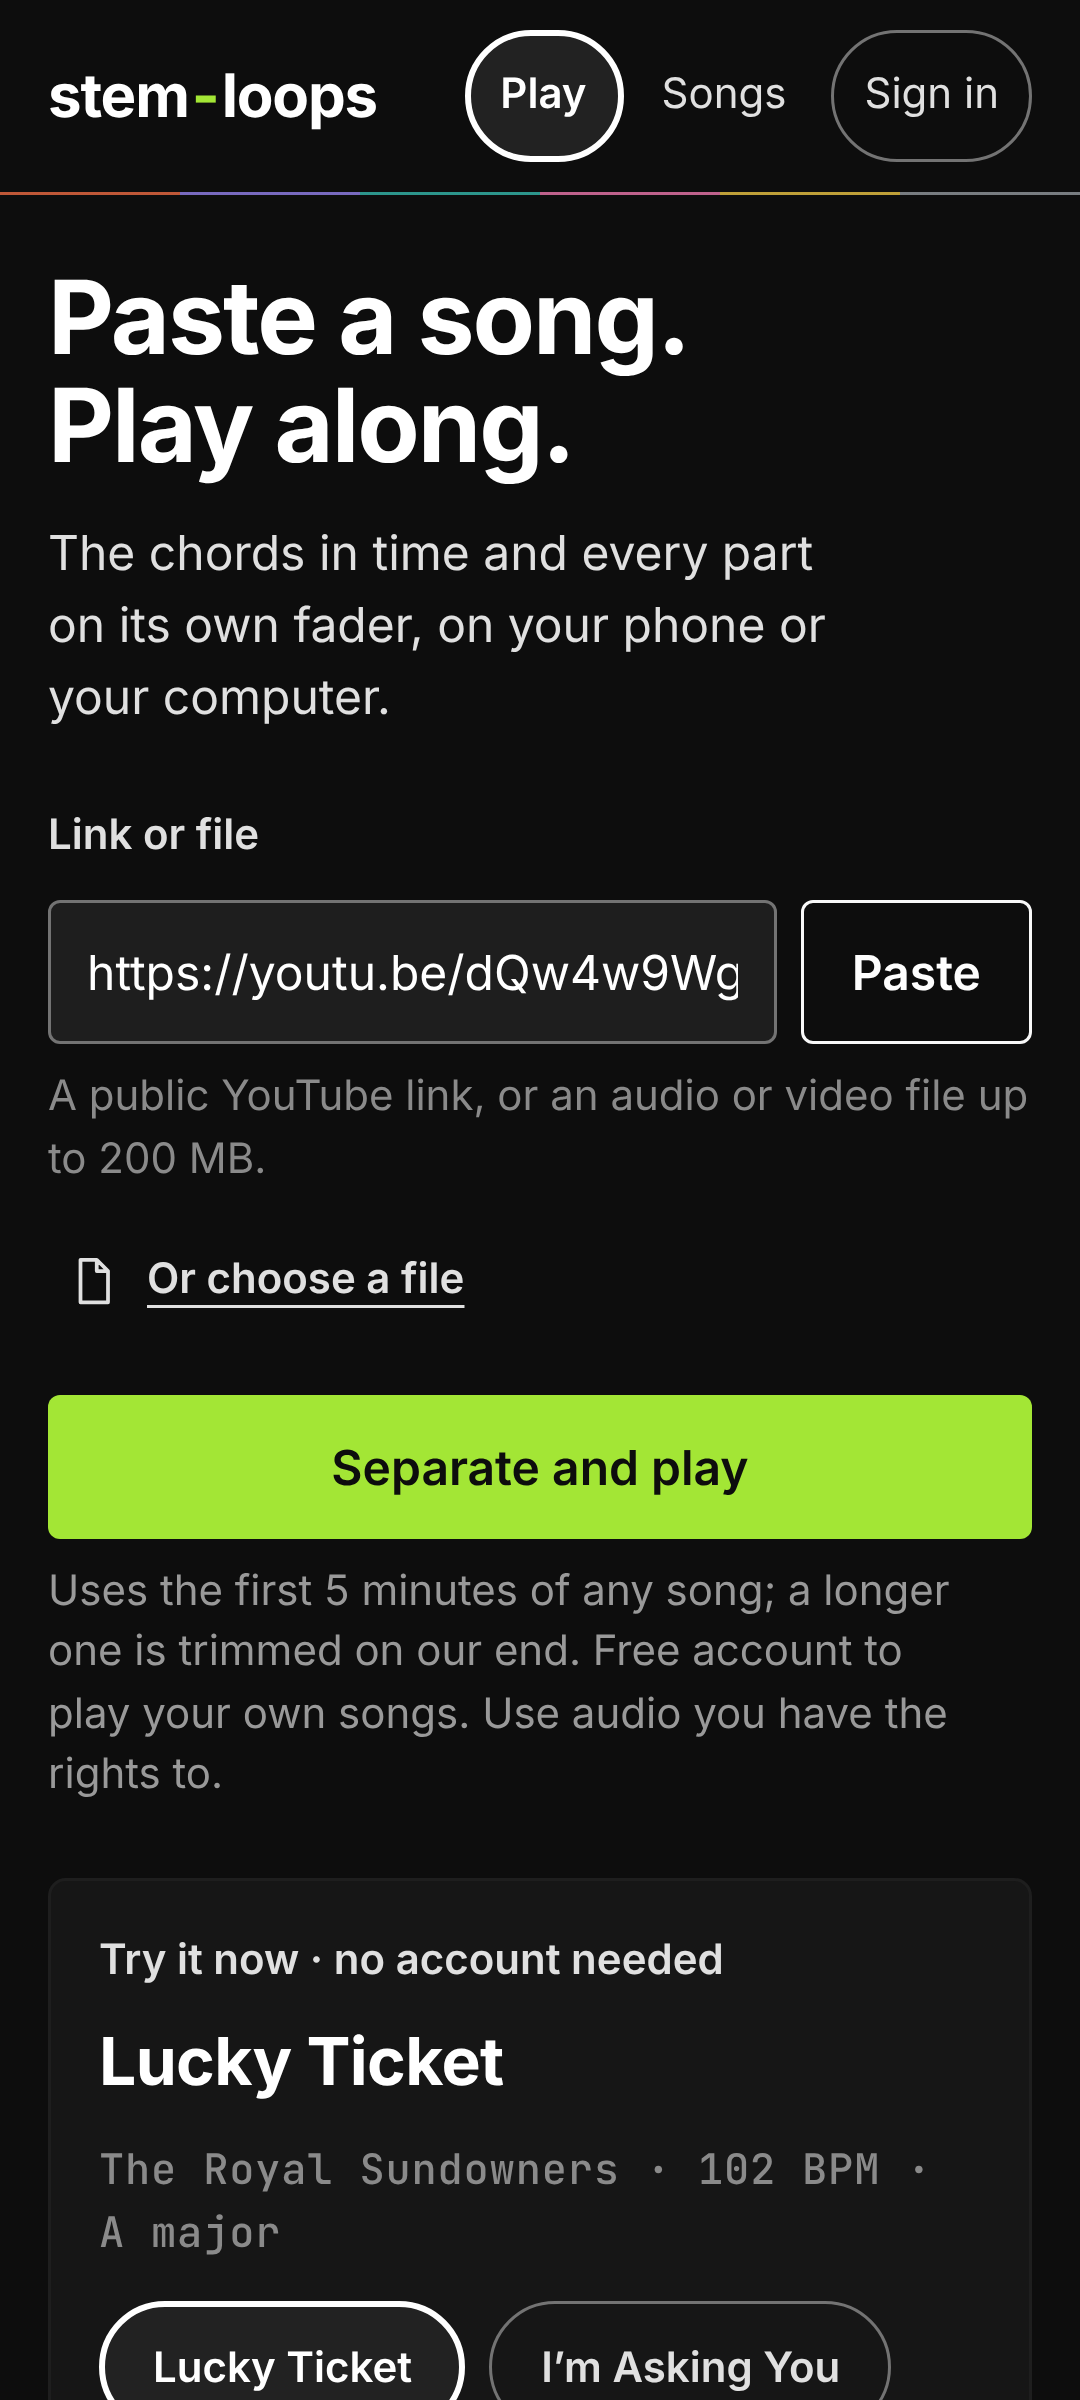 stem-loops
Play
Songs
Sign in
Paste a song.
Play along.
The chords in time and every part
on its own fader, on your phone or
your computer.
Link or file
https://youtu.be/dQw4w9Wg
Paste
A public YouTube link, or an audio or video file up
to 200 MB.
Or choose a file
Separate and play
Uses the first 5 minutes of any song; a longer
one is trimmed on our end. Free account to
play your own songs. Use audio you have the
rights to.
Try it now · no account needed
Lucky Ticket
The Royal Sundowners · 102 BPM ·
A major
Lucky Ticket
I’m Asking You